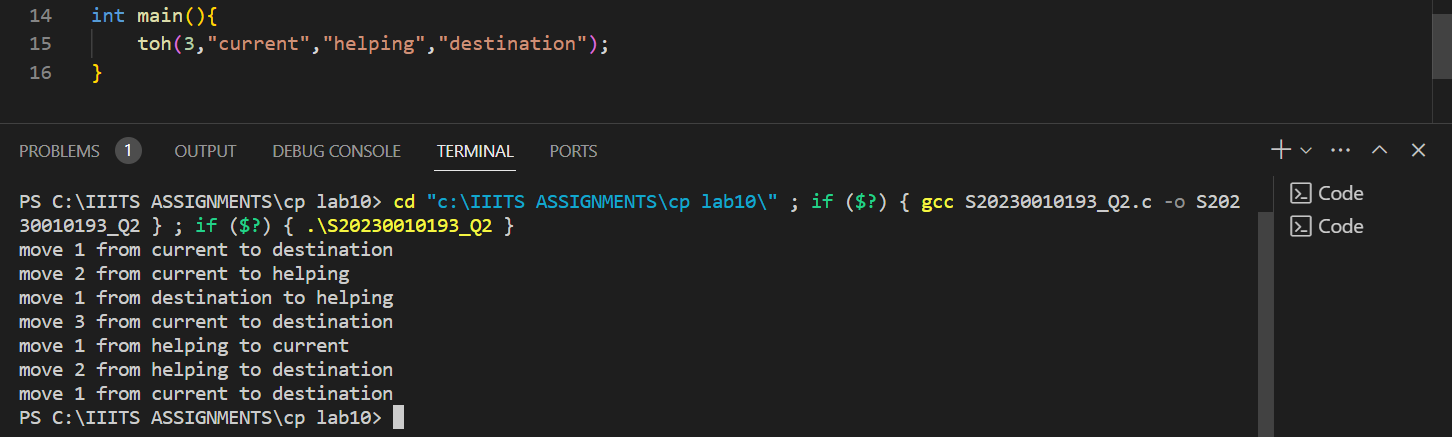 14 int main(){
15 toh(3,"current","helping","destination");
16 }
PROBLEMS 1 OUTPUT DEBUG CONSOLE TERMINAL PORTS
PS C:\IIITS ASSIGNMENTS\cp lab10> cd "c:\IIITS ASSIGNMENTS\cp lab10\" ; if ($?) { gcc S20230010193_Q2.c -o S202
30010193_Q2 } ; if ($?) { .\S20230010193_Q2 }
move 1 from current to destination
move 2 from current to helping
move 1 from destination to helping
move 3 from current to destination
move 1 from helping to current
move 2 from helping to destination
move 1 from current to destination
PS C:\IIITS ASSIGNMENTS\cp lab10>
Code
Code